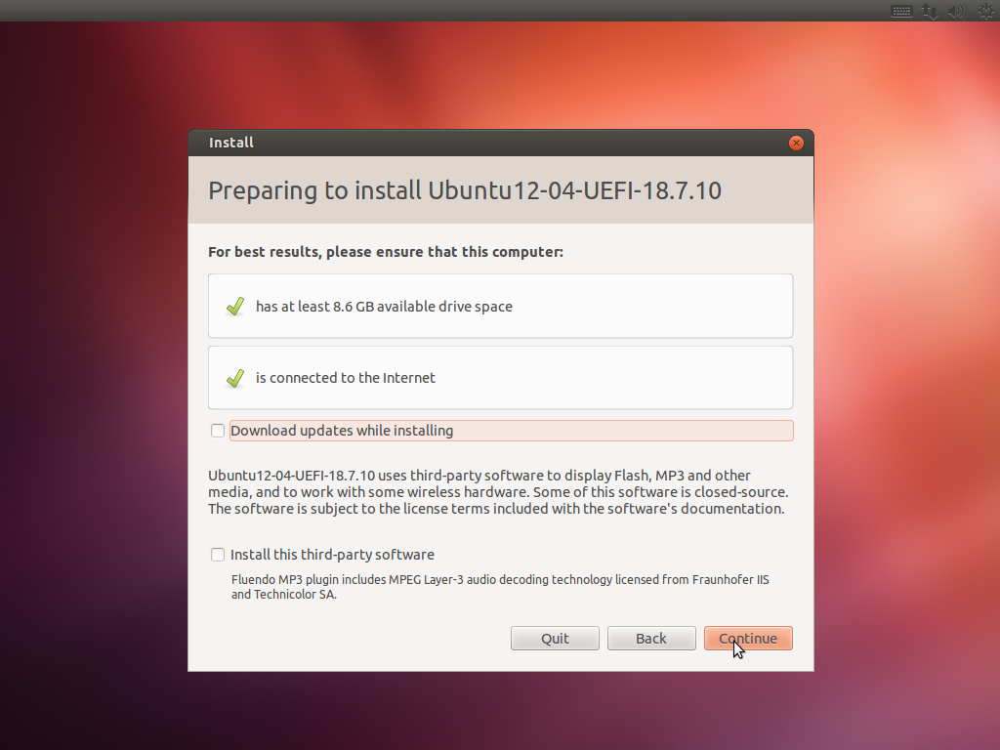 Install
Preparing to install Ubuntu12-04-UEFI-18.7.10
For best results, please ensure that this computer:
has at least 8.6 GB available drive space
is connected to the Internet
Download updates while installing
Ubuntu12-04-UEFI-18.7.10 uses third-party software to display Flash, MP3 and other
media, and to work with some wireless hardware. Some of this software is closed-source.
The software is subject to the license terms included with the software's documentation.
Install this third-party software
Fluendo MP3 plugin includes MPEG Layer-3 audio decoding technology licensed from Fraunhofer IIS
and Technicolor SA.
Quit
Back
Continue